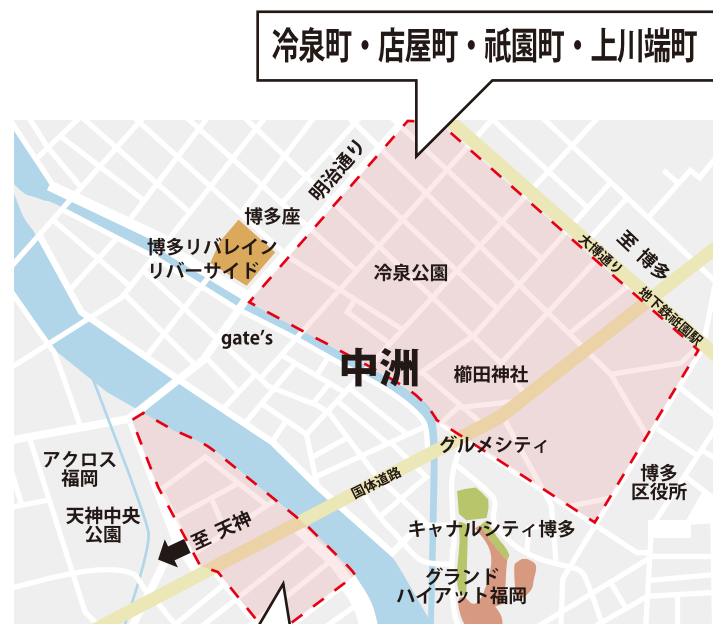 冷泉町・店屋町・祇園町・上川端町
明治通り
博多座
博多リバレイン
リバーサイド
大博通り
至 博多
冷泉公園
地下鉄祇園駅
gate's
中洲
櫛田神社
グルメシティ
アクロス
福岡
博多
区役所
国体道路
天神中央
公園
至 天神
キャナルシティ博多
グランド
ハイアット福岡